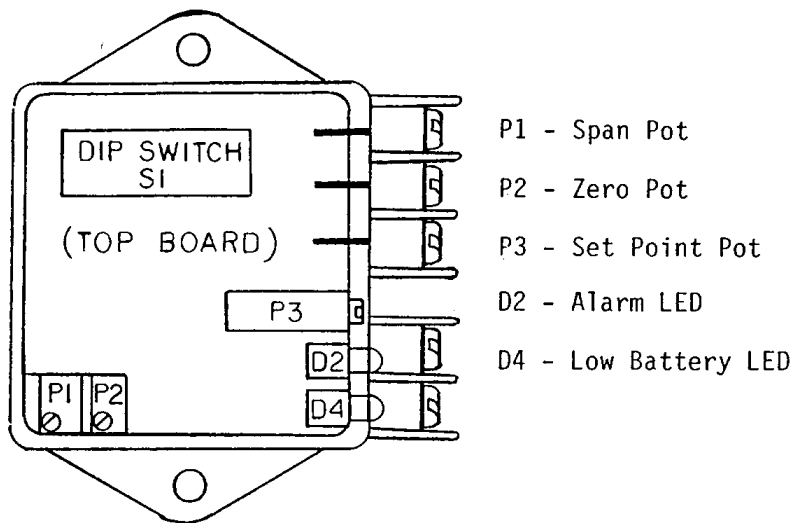 DIP SWITCH
S1
(TOP BOARD)
P3
D2
D4
P1 P2
P1 - Span Pot
P2 - Zero Pot
P3 - Set Point Pot
D2 - Alarm LED
D4 - Low Battery LED